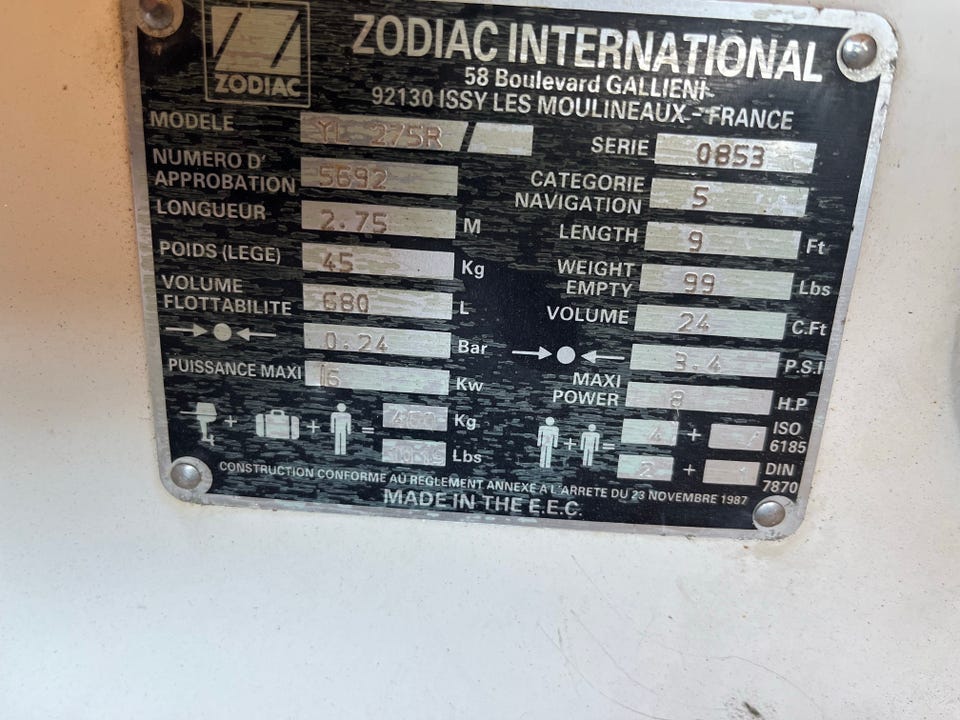 ZODIAC
ZODIAC INTERNATIONAL
58 Boulevard GALLIENI
92130 ISSY LES MOULINEAUX - FRANCE
MODELE YL 275R /
SERIE 0853
NUMERO D'
APPROBATION 5692
CATEGORIE
NAVIGATION 5
LONGUEUR 2.75 M
LENGTH 9 Ft
POIDS (LEGE) 45 Kg
WEIGHT
EMPTY 99 Lbs
VOLUME
FLOTTABILITE 680 L
VOLUME 24 C.Ft
0.24 Bar
3.4 P.S.I
PUISSANCE MAXI 6 Kw
MAXI
POWER 8 H.P
+ + = Kg
Lbs
+ = 4 + ISO
6185
2 + DIN
7870
CONSTRUCTION CONFORME AU REGLEMENT ANNEXE A L'ARRETE DU 23 NOVEMBRE 1987
MADE IN THE E.E.C.